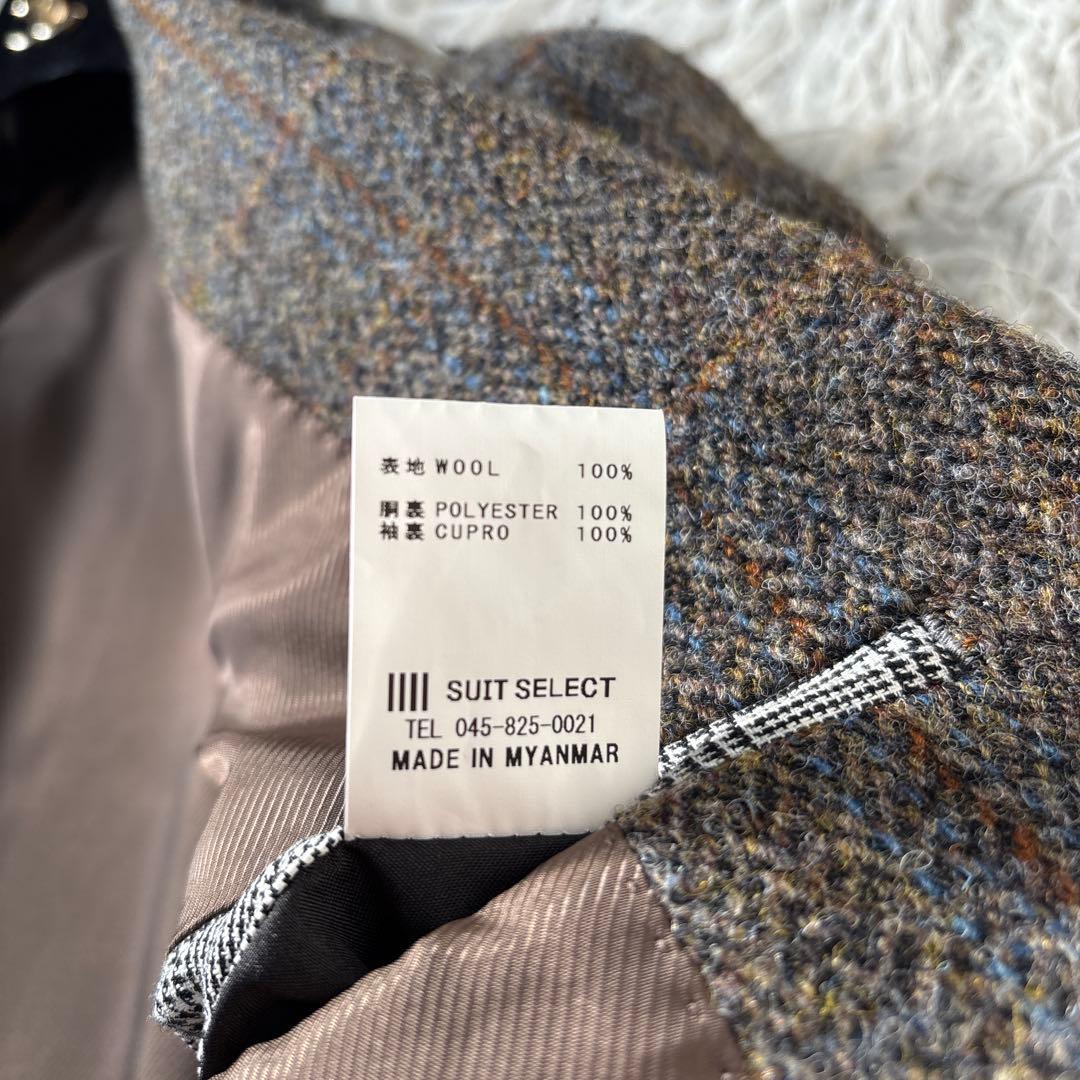 表地 WOOL 100%
胴裏 POLYESTER 100%
袖裏 CUPRO 100%
SUIT SELECT
TEL 045-825-0021
MADE IN MYANMAR